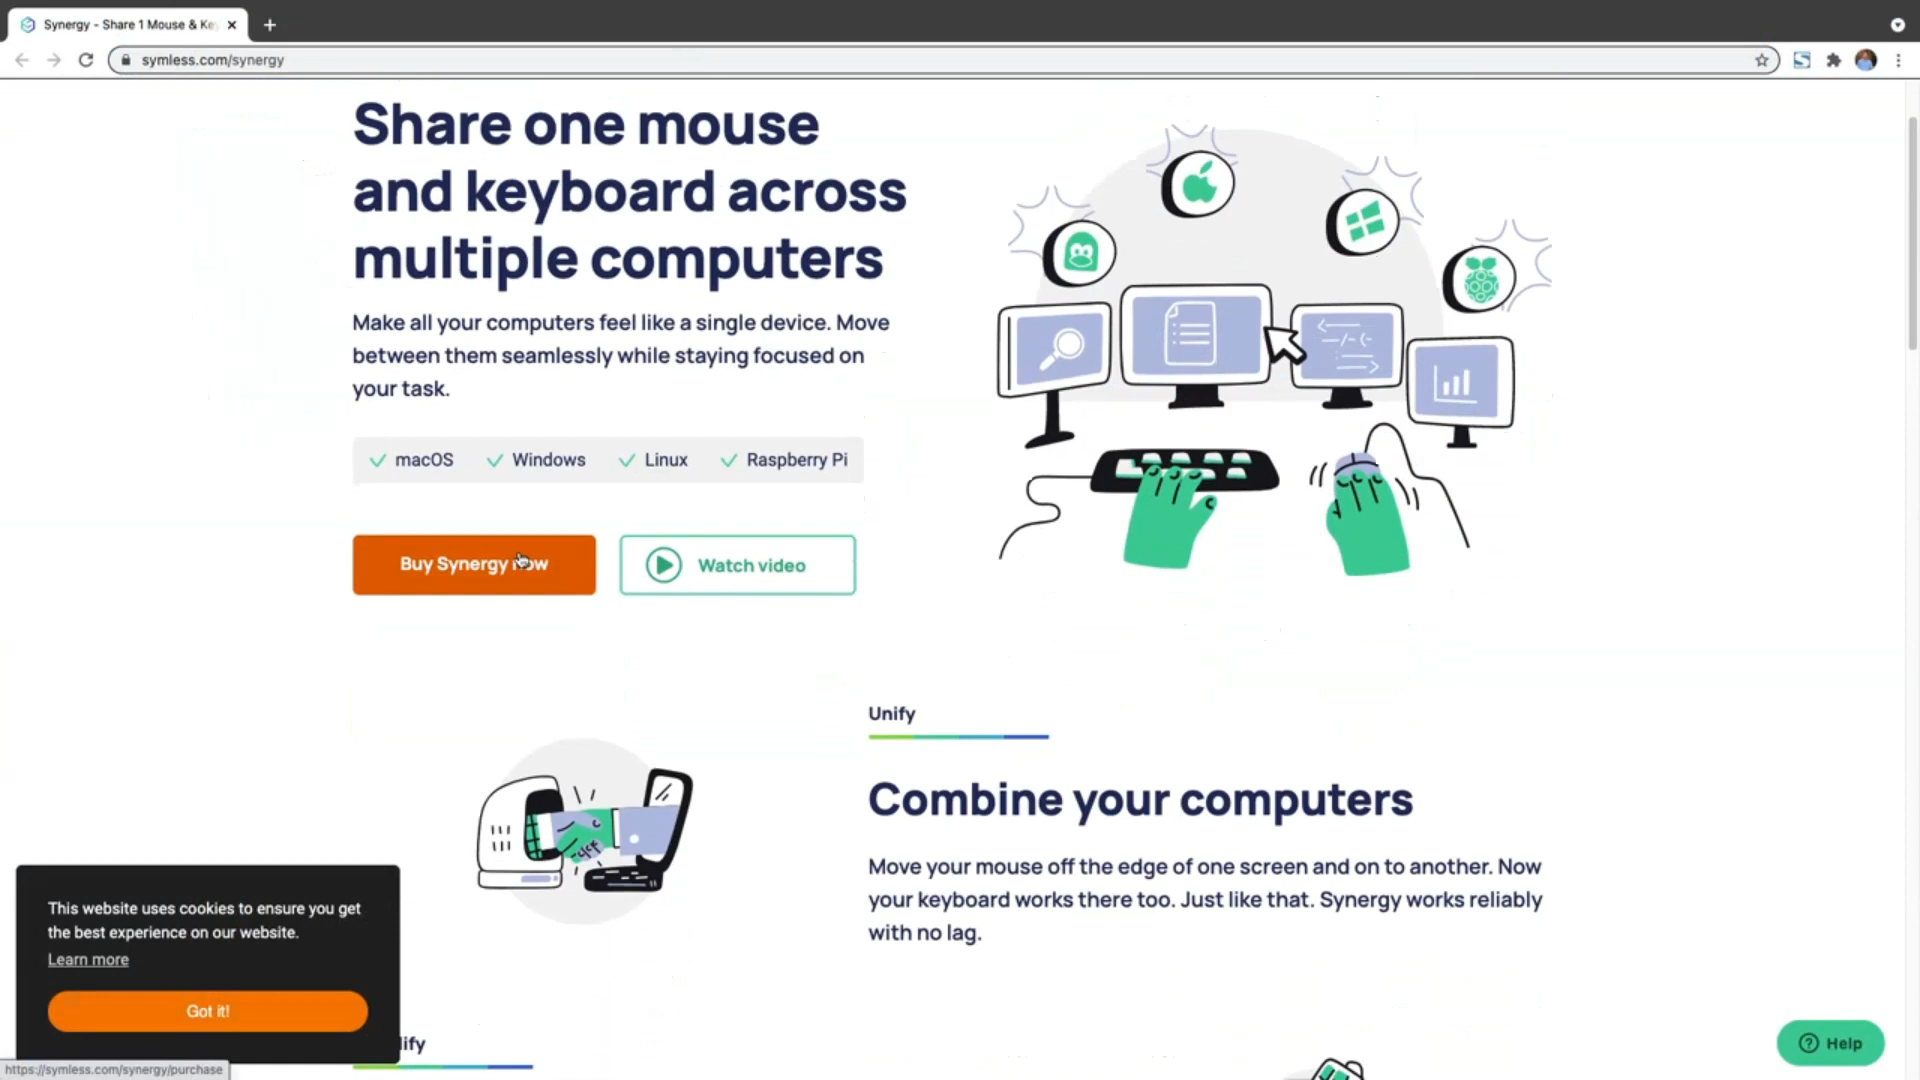 Synergy - Share 1 Mouse & Ke
symless.com/synergy
Share one mouse
and keyboard across
multiple computers
Make all your computers feel like a single device. Move
between them seamlessly while staying focused on
your task.
macOS Windows Linux Raspberry Pi
Buy Synergy now
Watch video
Unify
Combine your computers
Move your mouse off the edge of one screen and on to another. Now
your keyboard works there too. Just like that. Synergy works reliably
with no lag.
This website uses cookies to ensure you get
the best experience on our website.
Learn more
Got it!
lify
Help
https://symless.com/synergy/purchase